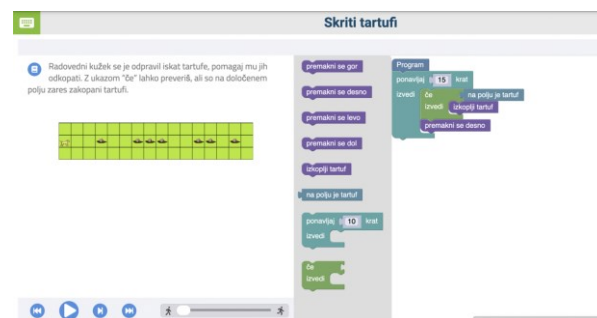 Skriti tartufi
Radovedni kužek se je odpravil iskat tartufe, pomagaj mu jih
odkopati. Z ukazom "če" lahko preveriš, ali so na določenem
polju zares zakopani tartufi.
premakni se gor
premakni se desno
premakni se levo
premakni se dol
izkoplji tartuf
na polju je tartuf
ponavljaj 10 krat
izvedi
če
izvedi
Program
ponavljaj 15 krat
izvedi če na polju je tartuf
izvedi izkoplji tartuf
premakni se desno